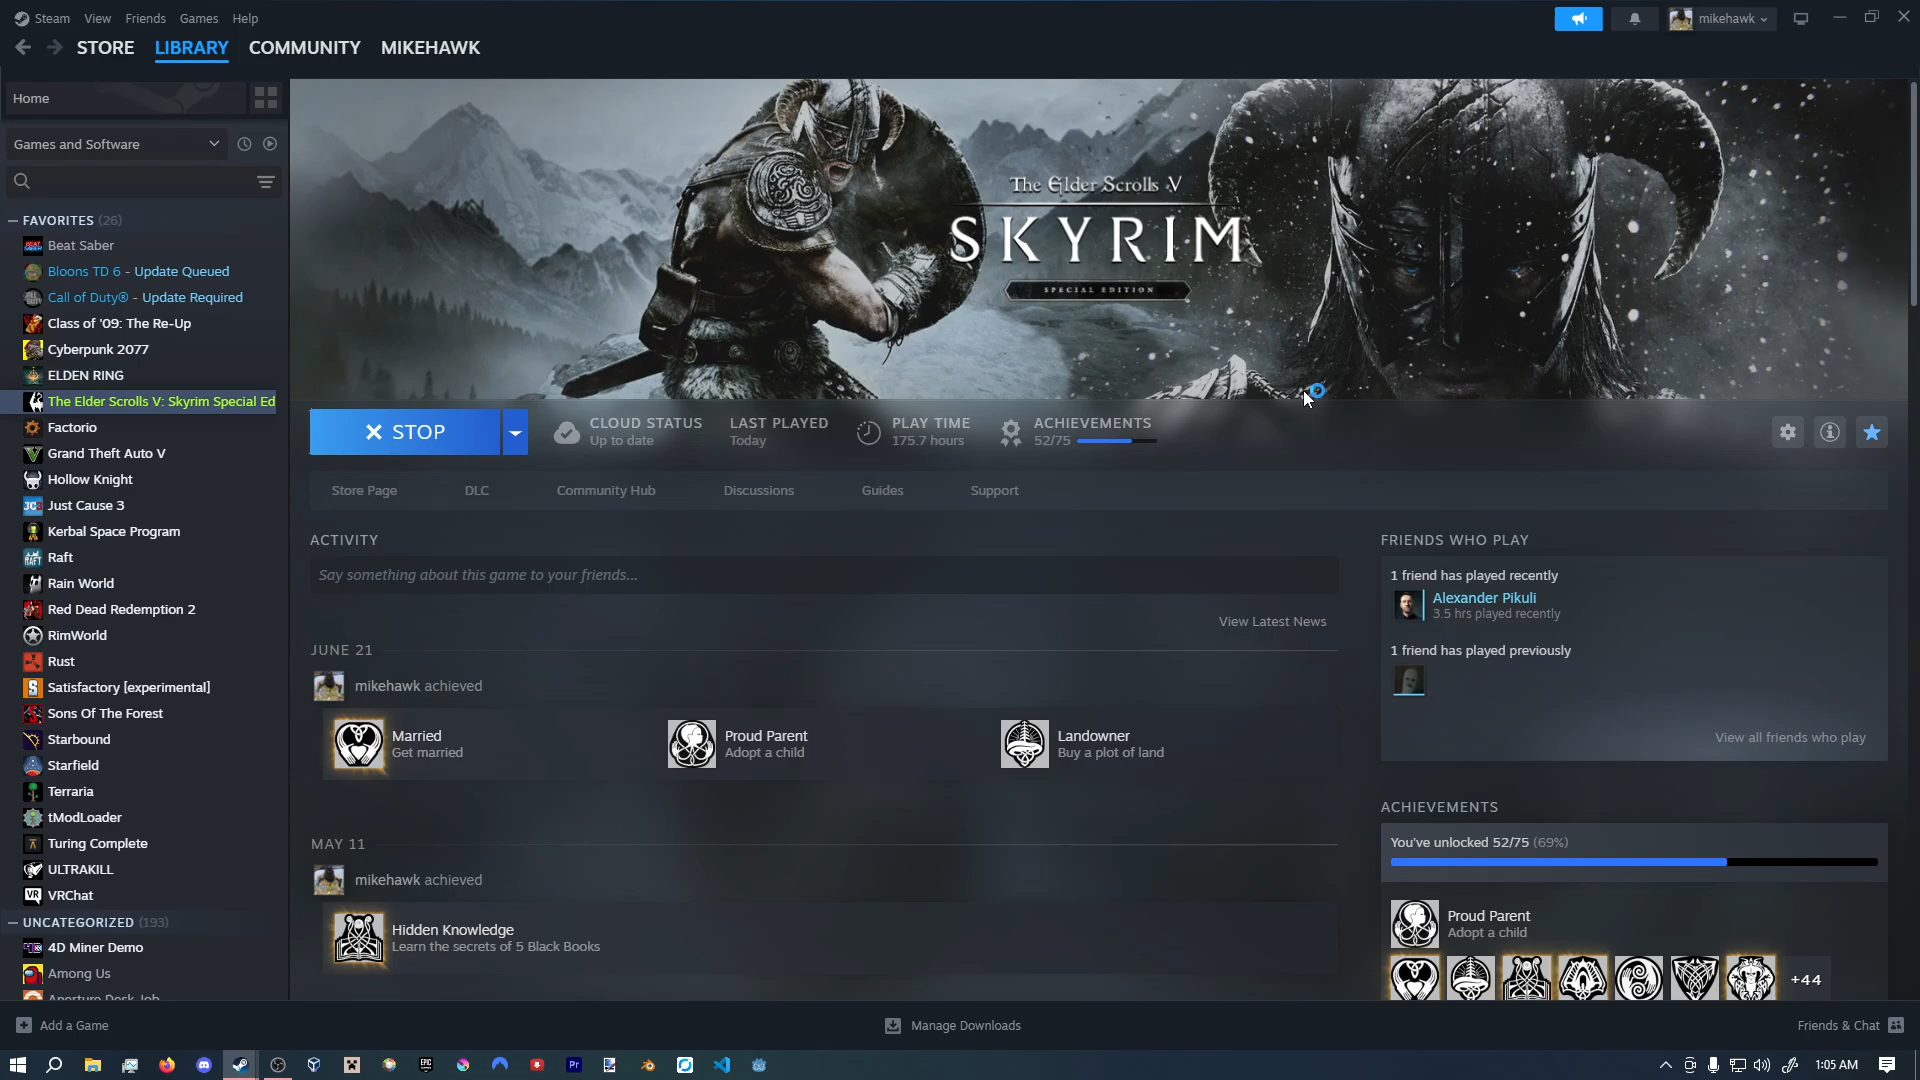 Steam View Friends Games Help
mikehawk
STORE LIBRARY COMMUNITY MIKEHAWK
Home
Games and Software
FAVORITES (26)
Beat Saber
Bloons TD 6 - Update Queued
Call of Duty® - Update Required
Class of '09: The Re-Up
Cyberpunk 2077
ELDEN RING
The Elder Scrolls V: Skyrim Special Ed
Factorio
Grand Theft Auto V
Hollow Knight
Just Cause 3
Kerbal Space Program
Raft
Rain World
Red Dead Redemption 2
RimWorld
Rust
Satisfactory [experimental]
Sons Of The Forest
Starbound
Starfield
Terraria
tModLoader
Turing Complete
ULTRAKILL
VRChat
UNCATEGORIZED (193)
4D Miner Demo
Among Us
Aperture Desk Job
The Elder Scrolls V
SKYRIM
SPECIAL EDITION
STOP
CLOUD STATUS
Up to date
LAST PLAYED
Today
PLAY TIME
175.7 hours
ACHIEVEMENTS
52/75
Store Page DLC Community Hub Discussions Guides Support
ACTIVITY
Say something about this game to your friends...
View Latest News
JUNE 21
mikehawk achieved
Married
Get married
Proud Parent
Adopt a child
Landowner
Buy a plot of land
MAY 11
mikehawk achieved
Hidden Knowledge
Learn the secrets of 5 Black Books
FRIENDS WHO PLAY
1 friend has played recently
Alexander Pikuli
3.5 hrs played recently
1 friend has played previously
View all friends who play
ACHIEVEMENTS
You've unlocked 52/75 (69%)
Proud Parent
Adopt a child
+44
Add a Game
Manage Downloads
Friends & Chat
1:05 AM